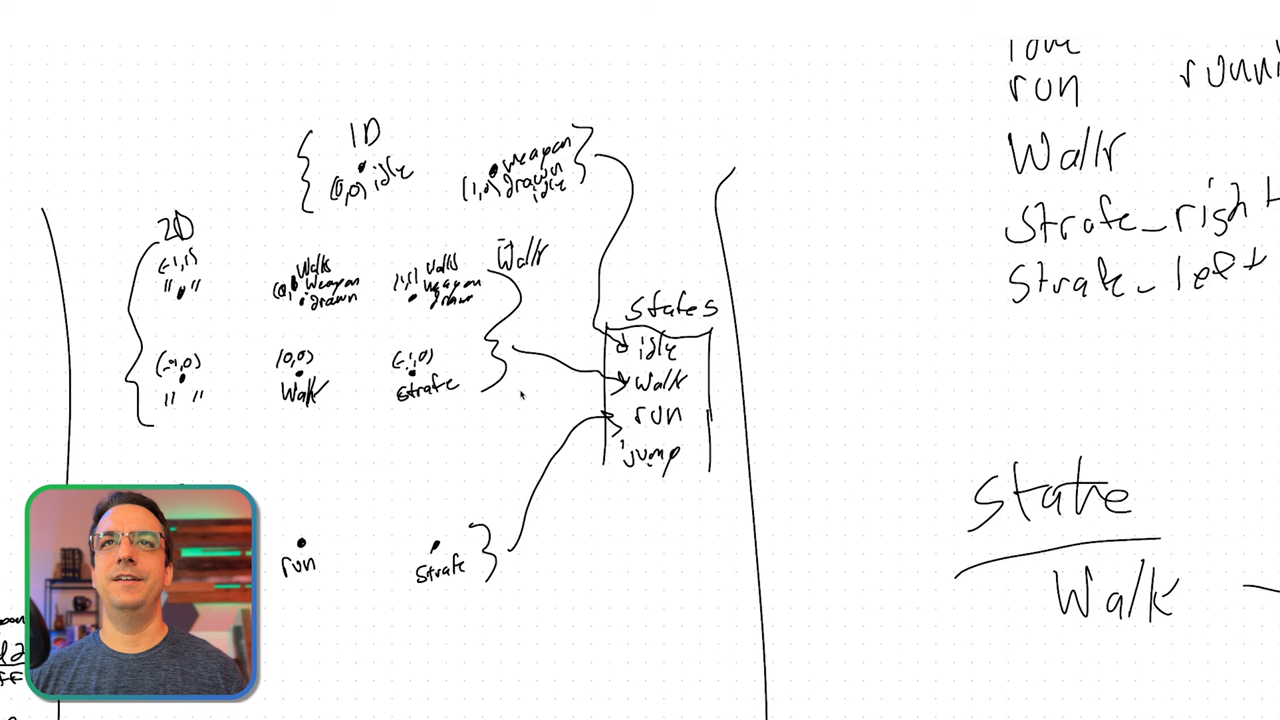 1D
(0,0) idle
weapon
(1,0) drawn
idle
2D
(-1,1)
" "
Walk
(0, Weapon
drawn
(1,1) Walk
weapon
Walk
(-1,0)
" "
(0,0)
Walk
(-1,0)
strafe
run
strafe
states
idle
walk
run
jump
run
Walk
strafe_right
strafe_left
state
Walk